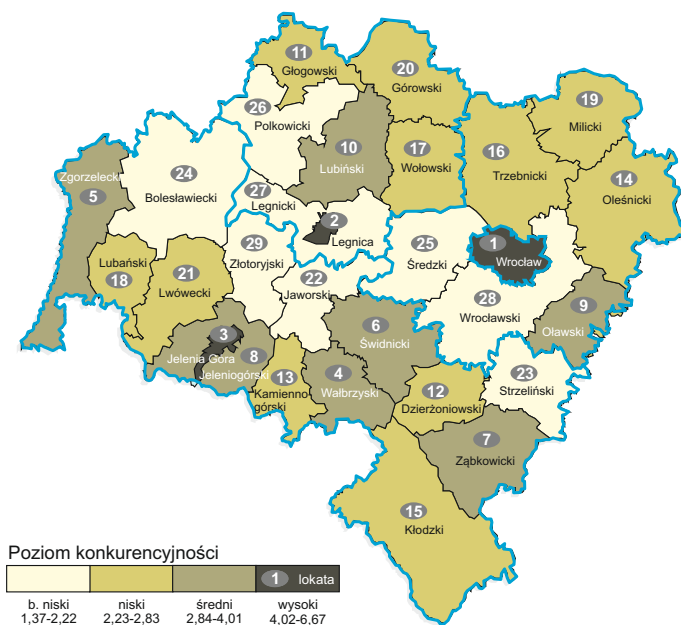 11
Głogowski
20
Górowski
19
Milicki
26
Polkowicki
10
Lubiński
17
Wołowski
16
Trzebnicki
14
Oleśnicki
Zgorzelecki
5
24
Bolesławiecki
27
Legnicki
2
Legnica
25
Średzki
1
Wrocław
29
Złotoryjski
Lubański
18
21
Lwówecki
22
Jaworski
28
Wrocławski
9
Oławski
6
Świdnicki
3
Jelenia Góra
8
Jeleniogórski
13
Kamienno
górski
4
Wałbrzyski
12
Dzierżoniowski
23
Strzeliński
7
Ząbkowicki
15
Kłodzki
Poziom konkurencyjności
1 lokata
b. niski niski średni wysoki
1,37-2,22 2,23-2,83 2,84-4,01 4,02-6,67